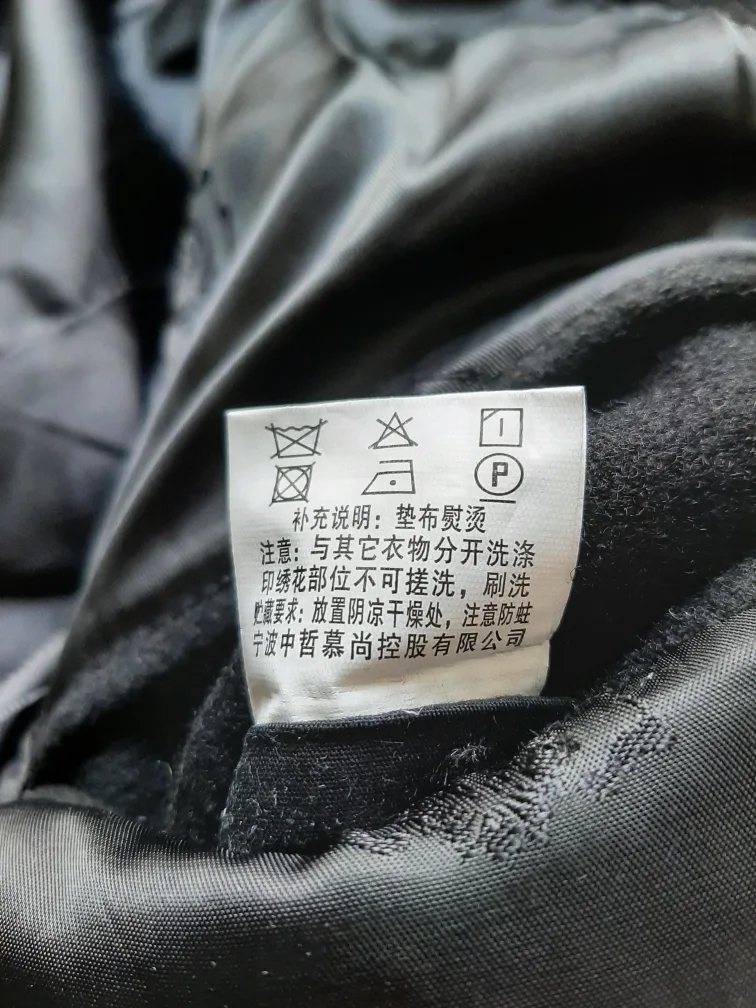 P
补充说明：垫布熨烫
注意：与其它衣物分开洗涤
印绣花部位不可搓洗，刷洗
贮藏要求：放置阴凉干燥处，注意防蛀
宁波中哲慕尚控股有限公司